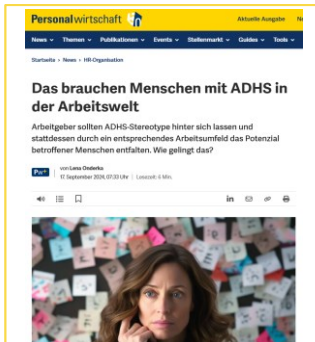 Personalwirtschaft
Aktuelle Ausgabe
News
Themen
Publikationen
Events
Stellenmarkt
Guides
Tools
Startseite > News > HR-Organisation
Das brauchen Menschen mit ADHS in
der Arbeitswelt
Arbeitgeber sollten ADHS-Stereotype hinter sich lassen und
stattdessen durch ein entsprechendes Arbeitsumfeld das Potenzial
betroffener Menschen entfalten. Wie gelingt das?
von Lena Onderka
17. September 2024, 07:33 Uhr | Lesezeit: 4 Min.
in